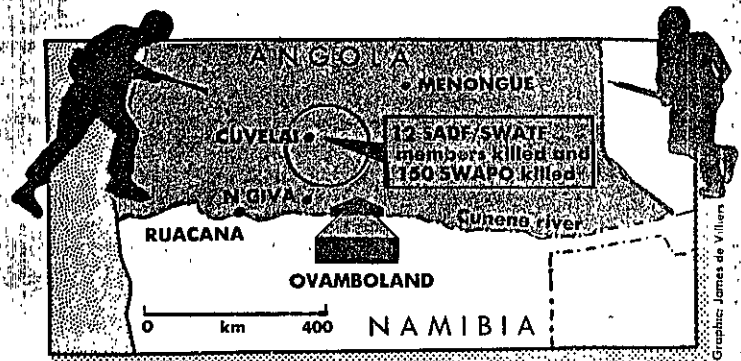 ANGOLA
MENONGUE
CUVELAI
12 SADF/SWATF
members killed and
150 SWAPO killed
N'GIVA
Cunene river
RUACANA
OVAMBOLAND
0 km 400
NAMIBIA
Graphic: James de Villiers